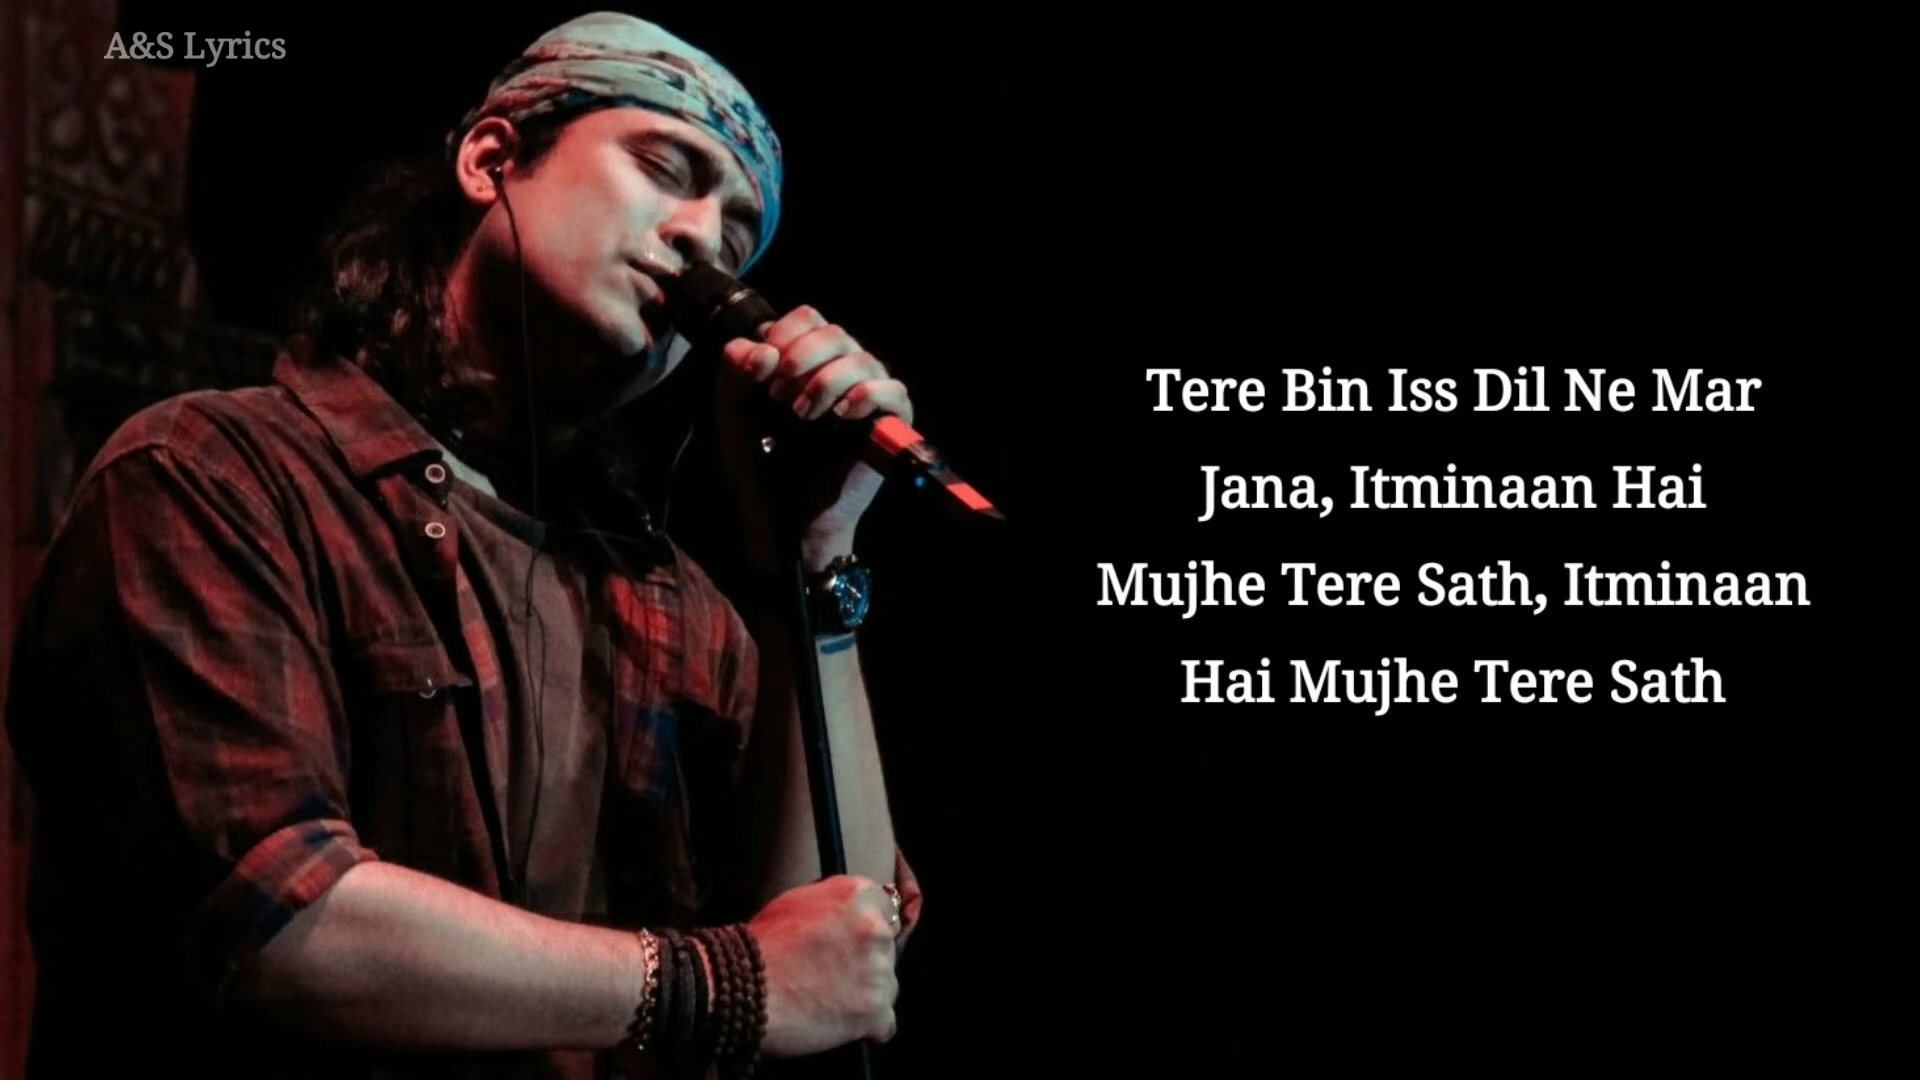 A&S Lyrics
Tere Bin Iss Dil Ne Mar
Jana, Itminaan Hai
Mujhe Tere Sath, Itminaan
Hai Mujhe Tere Sath